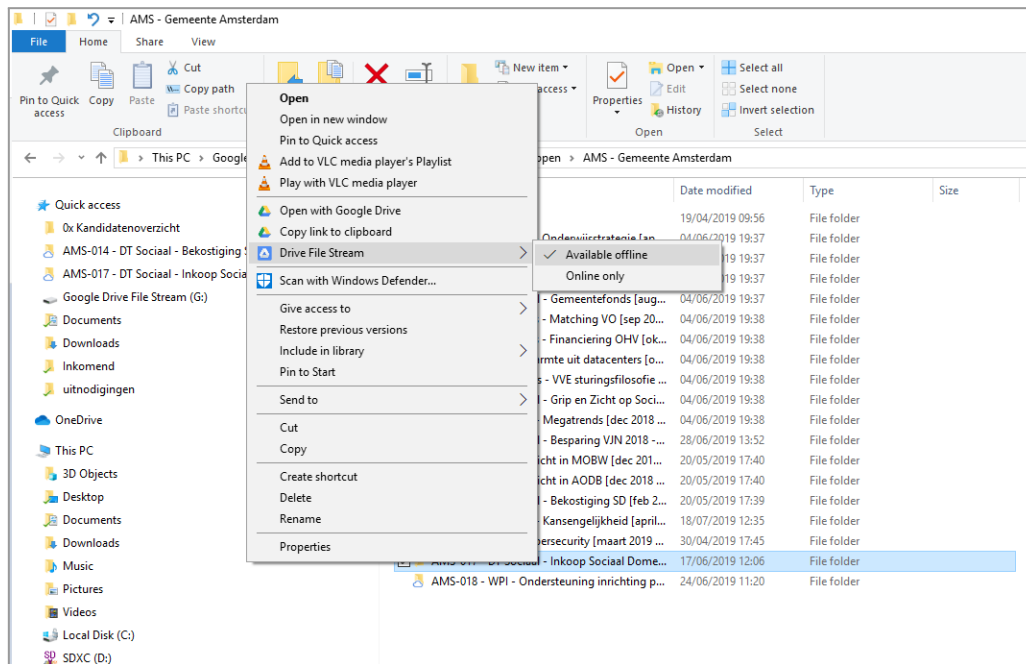 AMS - Gemeente Amsterdam
File Home Share View
Pin to Quick access
Copy
Paste
Cut
Copy path
Paste shortcu
New item
access
Properties
Open
Edit
History
Select all
Select none
Invert selection
Clipboard
Open
Select
This PC > Google
open > AMS - Gemeente Amsterdam
Date modified Type Size
Quick access
0x Kandidatenoverzicht
AMS-014 - DT Sociaal - Bekostiging
AMS-017 - DT Sociaal - Inkoop Socia
Google Drive File Stream (G:)
Documents
Downloads
Inkomend
uitnodigingen
OneDrive
This PC
3D Objects
Desktop
Documents
Downloads
Music
Pictures
Videos
Local Disk (C:)
SDXC (D:)
Open
Open in new window
Pin to Quick access
Add to VLC media player's Playlist
Play with VLC media player
Open with Google Drive
Copy link to clipboard
Drive File Stream
Scan with Windows Defender...
Give access to
Restore previous versions
Include in library
Pin to Start
Send to
Cut
Copy
Create shortcut
Delete
Rename
Properties
Available offline
Online only
19/04/2019 09:56 File folder
04/06/2019 19:37 File folder
19/04/2019 19:37 File folder
19:37 File folder
- Gemeentefonds [aug... 04/06/2019 19:37 File folder
- Matching VO [sep 20... 04/06/2019 19:38 File folder
- Financiering OHV [ok... 04/06/2019 19:38 File folder
rmte uit datacenters [o... 04/06/2019 19:38 File folder
s - VVE sturingsfilosofie ... 04/06/2019 19:38 File folder
l - Grip en Zicht op Soci... 04/06/2019 19:38 File folder
- Megatrends [dec 2018 ... 04/06/2019 19:38 File folder
l - Besparing VJN 2018 -... 28/06/2019 13:52 File folder
icht in MOBW [dec 201... 20/05/2019 17:40 File folder
icht in AODB [dec 2018 ... 20/05/2019 17:40 File folder
l - Bekostiging SD [feb 2... 20/05/2019 17:39 File folder
- Kansengelijkheid [april... 18/07/2019 12:35 File folder
bersecurity [maart 2019 ... 30/04/2019 17:45 File folder
AMS-017 - DT Sociaal - Inkoop Sociaal Dome... 17/06/2019 12:06 File folder
AMS-018 - WPI - Ondersteuning inrichting p... 24/06/2019 11:20 File folder